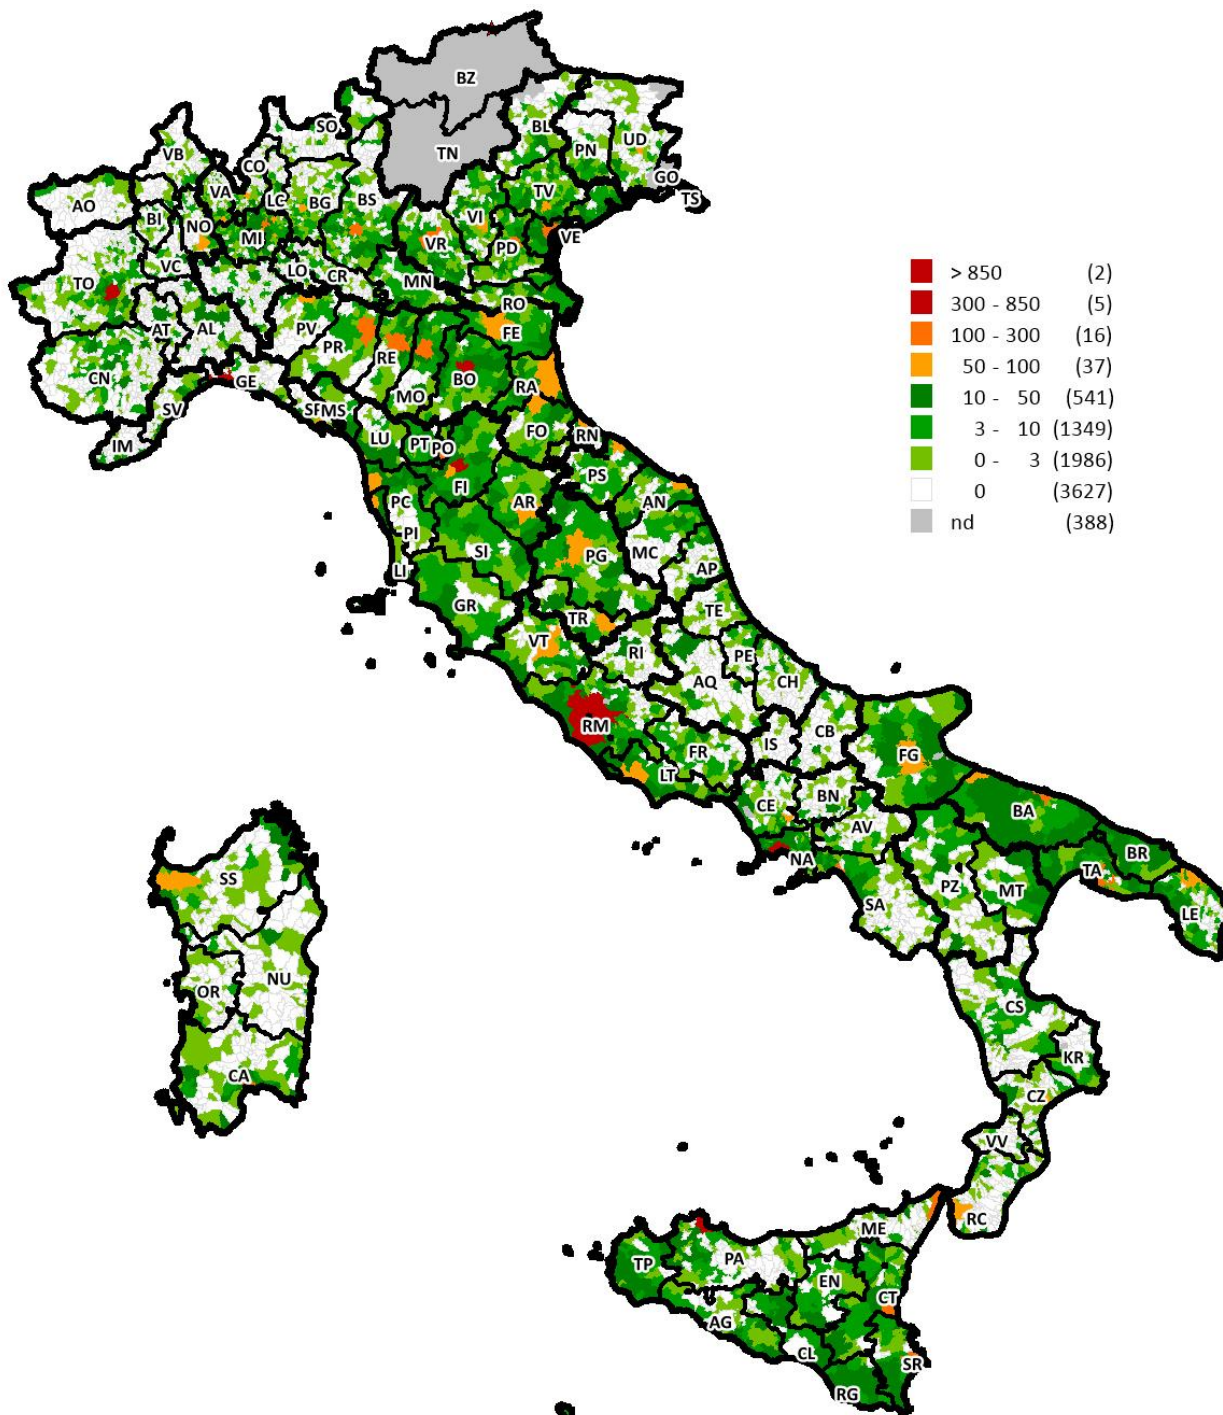 BZ
SO
TN
BL
PN
UD
VB
CO
GO
TS
VA
LC
BG
BS
TV
AO
BI
NO
VI
MI
VR
PD
VE
VC
LO
CR
MN
TO
RO
AT
AL
PV
FE
PR
RE
BO
RA
CN
GE
MO
SV
SP
MS
FO
RN
IM
LU
PT
PO
PS
FI
AR
AN
PC
PI
SI
PG
MC
LI
AP
GR
TR
TE
VT
RI
PE
AQ
CH
RM
IS
CB
FR
FG
LT
CE
BN
BA
AV
NA
BR
TA
SS
PZ
MT
SA
LE
NU
OR
CS
KR
CA
CZ
VV
RC
ME
TP
PA
EN
CT
AG
CL
SR
RG
> 850 (2)
300 - 850 (5)
100 - 300 (16)
50 - 100 (37)
10 - 50 (541)
3 - 10 (1349)
0 - 3 (1986)
0 (3627)
nd (388)